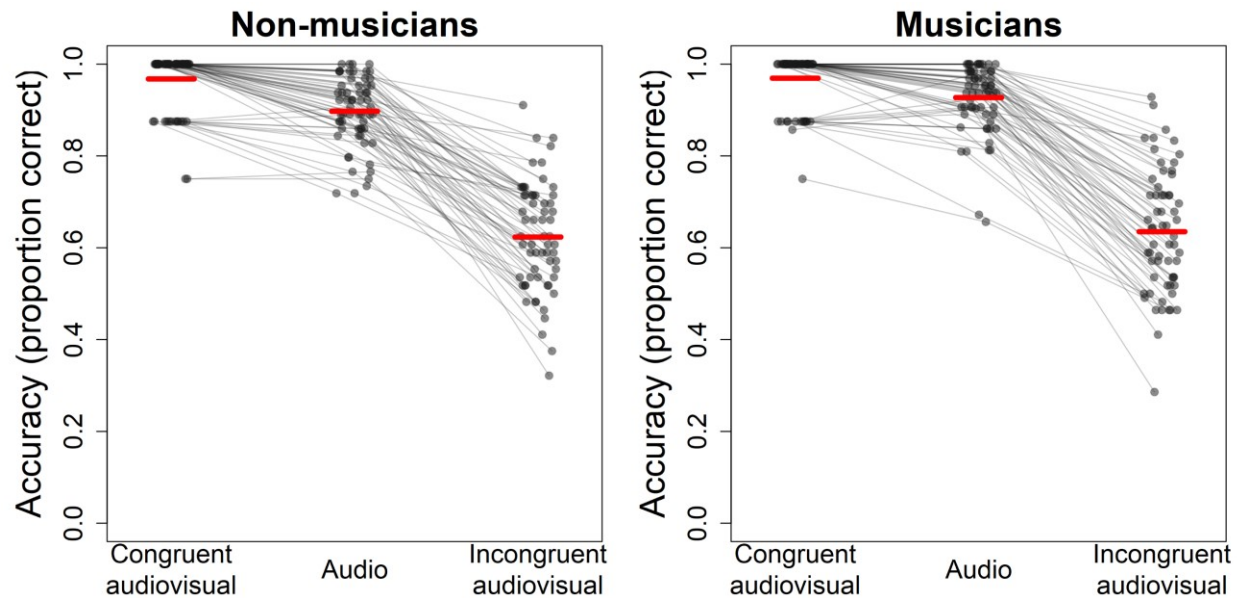 Non-musicians
Accuracy (proportion correct)
1.0
0.8
0.6
0.4
0.2
0.0
Congruent
audiovisual
Audio
Incongruent
audiovisual
Musicians
Accuracy (proportion correct)
1.0
0.8
0.6
0.4
0.2
0.0
Congruent
audiovisual
Audio
Incongruent
audiovisual